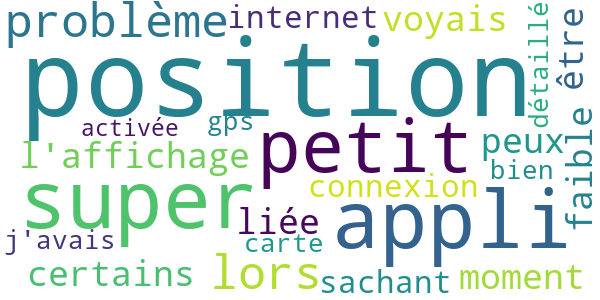 problème internet voyais
position
détaillé
être
activée gps
petit peux
l'affichage
bien
faible
super connexion
liée appli
j'avais carte
certains lors sachant moment